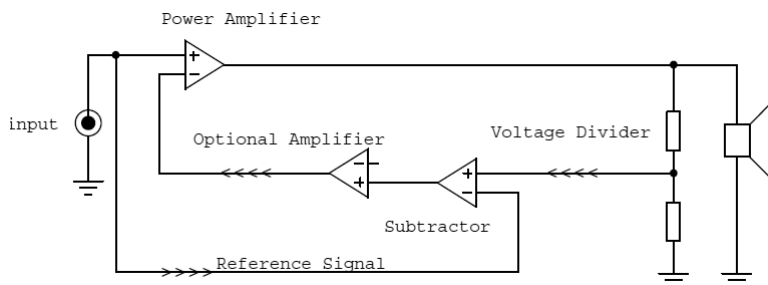 Power Amplifier
input
Optional Amplifier
Voltage Divider
Subtractor
Reference Signal